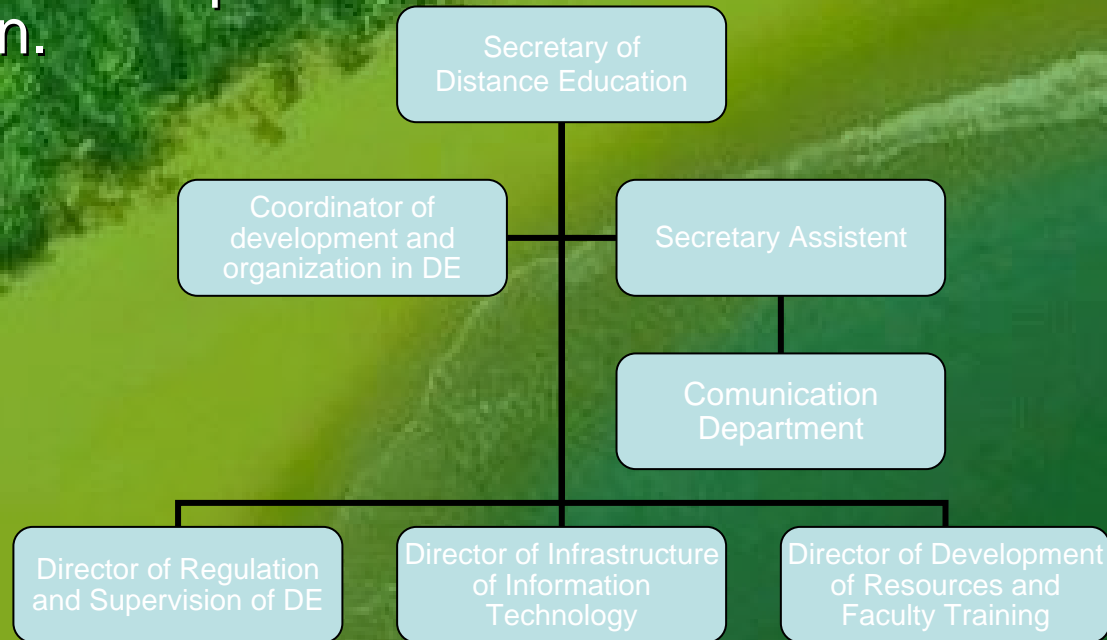 n.
Secretary of
Distance Education
Coordinator of
development and
organization in DE
Secretary Assistent
Comunication
Department
Director of Regulation
and Supervision of DE
Director of Infrastructure
of Information
Technology
Director of Development
of Resources and
Faculty Training